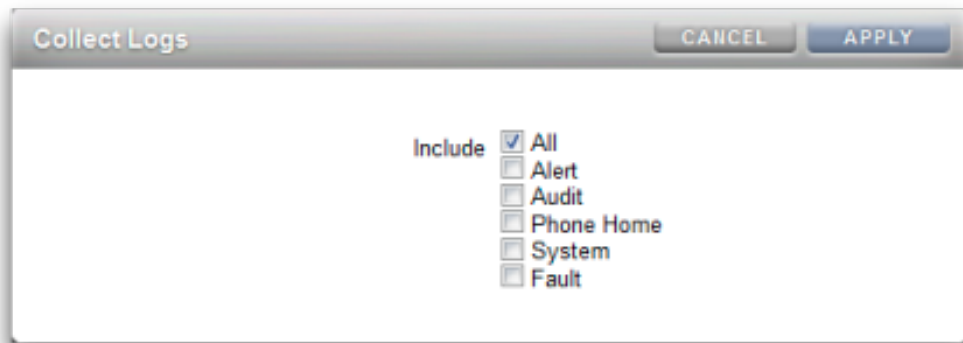 Collect Logs CANCEL APPLY
Include All
Alert
Audit
Phone Home
System
Fault